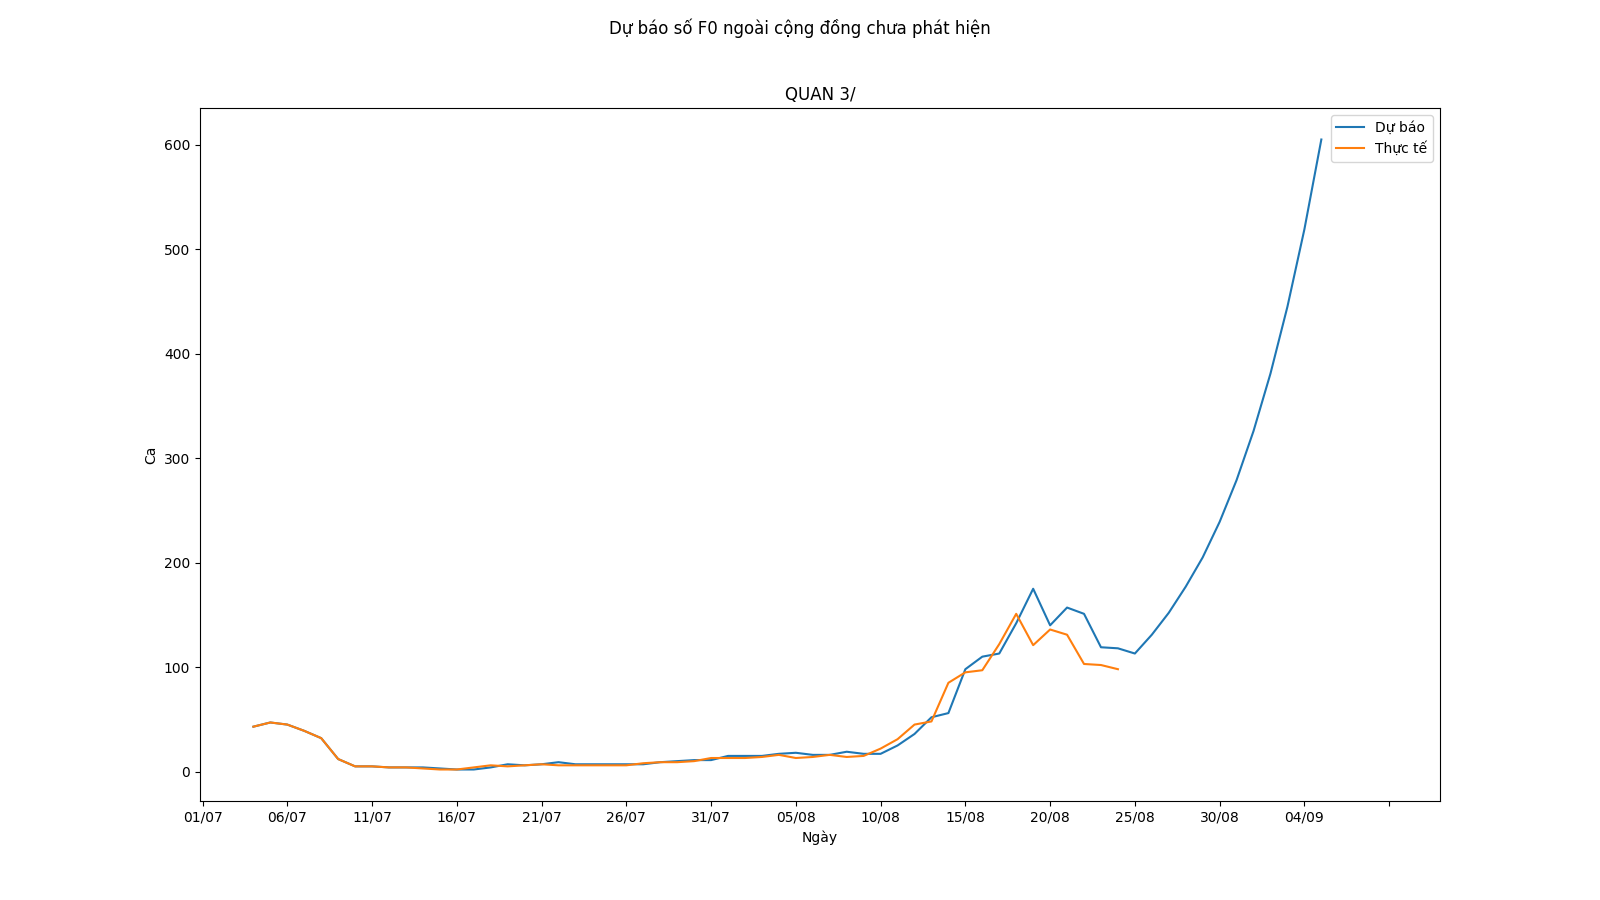 Dự báo số F0 ngoài cộng đồng chưa phát hiện
QUAN 3/
Dự báo
Thực tế
600
500
400
300
200
100
0
Ca
01/07 06/07 11/07 16/07 21/07 26/07 31/07 05/08 10/08 15/08 20/08 25/08 30/08 04/09
Ngày